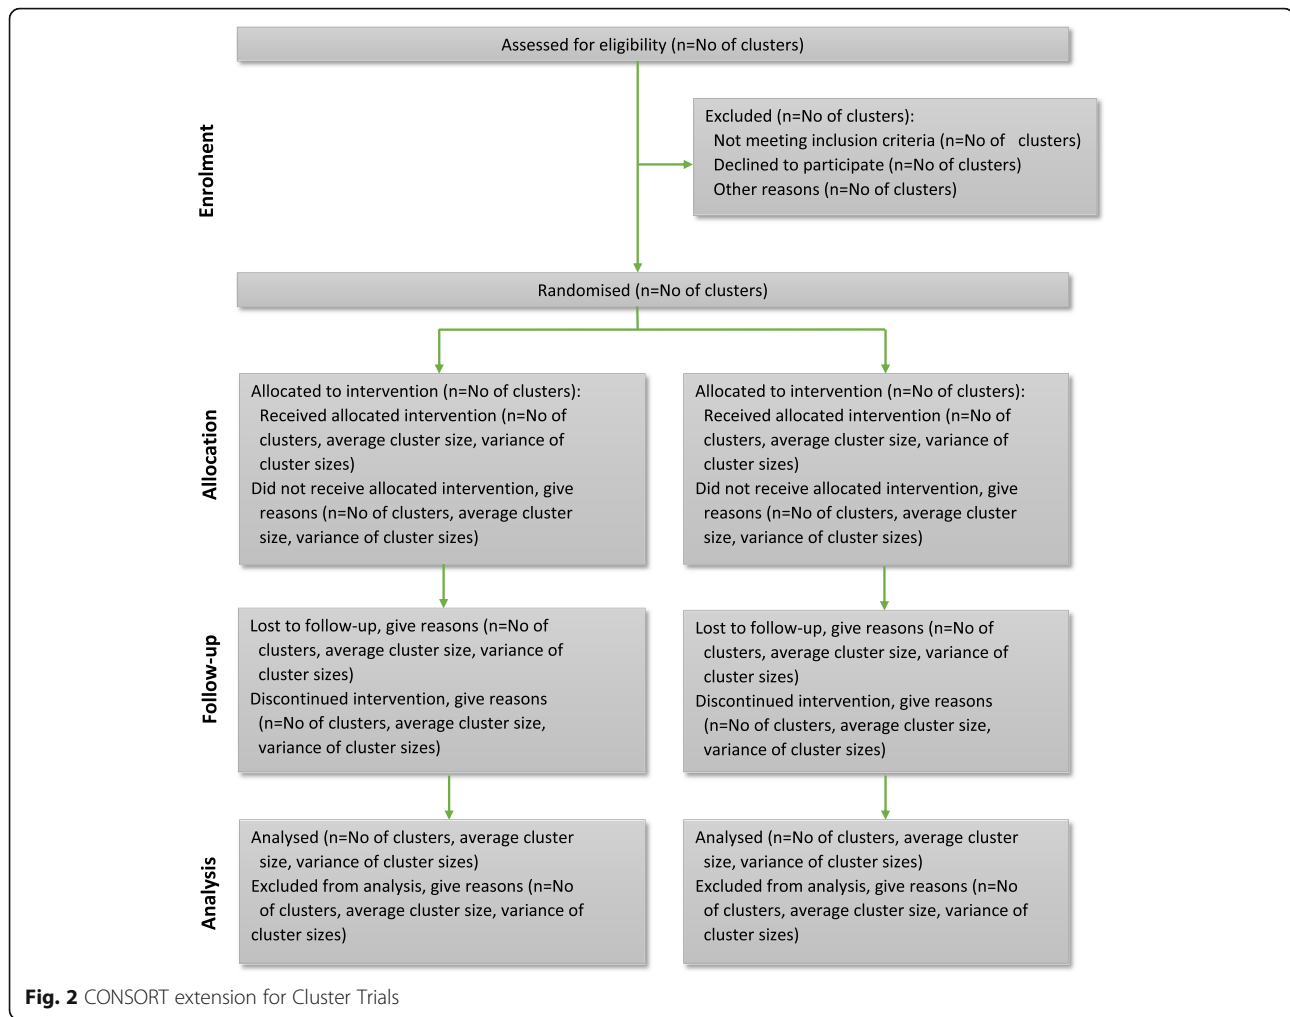 Assessed for eligibility (n=No of clusters)
Enrolment
Excluded (n=No of clusters):
Not meeting inclusion criteria (n=No of clusters)
Declined to participate (n=No of clusters)
Other reasons (n=No of clusters)
Randomised (n=No of clusters)
Allocation
Allocated to intervention (n=No of clusters):
Received allocated intervention (n=No of
clusters, average cluster size, variance of
cluster sizes)
Did not receive allocated intervention, give
reasons (n=No of clusters, average cluster
size, variance of cluster sizes)
Allocated to intervention (n=No of clusters):
Received allocated intervention (n=No of
clusters, average cluster size, variance of
cluster sizes)
Did not receive allocated intervention, give
reasons (n=No of clusters, average cluster
size, variance of cluster sizes)
Follow-up
Lost to follow-up, give reasons (n=No of
clusters, average cluster size, variance of
cluster sizes)
Discontinued intervention, give reasons
(n=No of clusters, average cluster size,
variance of cluster sizes)
Lost to follow-up, give reasons (n=No of
clusters, average cluster size, variance of
cluster sizes)
Discontinued intervention, give reasons
(n=No of clusters, average cluster size,
variance of cluster sizes)
Analysis
Analysed (n=No of clusters, average cluster
size, variance of cluster sizes)
Excluded from analysis, give reasons (n=No
of clusters, average cluster size, variance of
cluster sizes)
Analysed (n=No of clusters, average cluster
size, variance of cluster sizes)
Excluded from analysis, give reasons (n=No
of clusters, average cluster size, variance of
cluster sizes)
Fig. 2 CONSORT extension for Cluster Trials